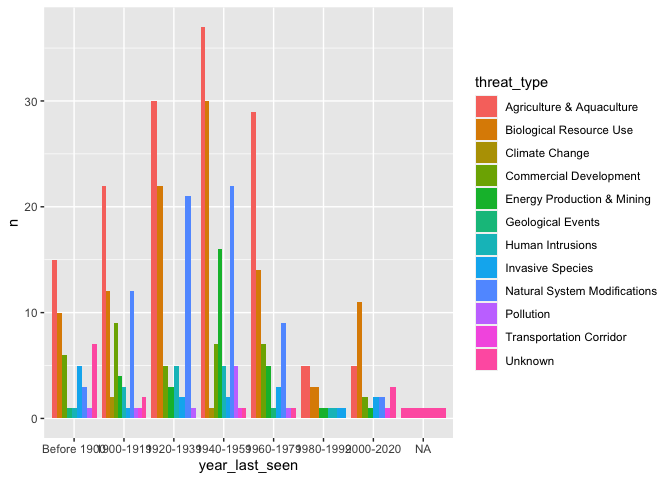 30
20
10
0
n
Before 1900
1900-1919
1920-1939
1940-1959
1960-1979
1980-1999
2000-2020
NA
year_last_seen
threat_type
Agriculture & Aquaculture
Biological Resource Use
Climate Change
Commercial Development
Energy Production & Mining
Geological Events
Human Intrusions
Invasive Species
Natural System Modifications
Pollution
Transportation Corridor
Unknown